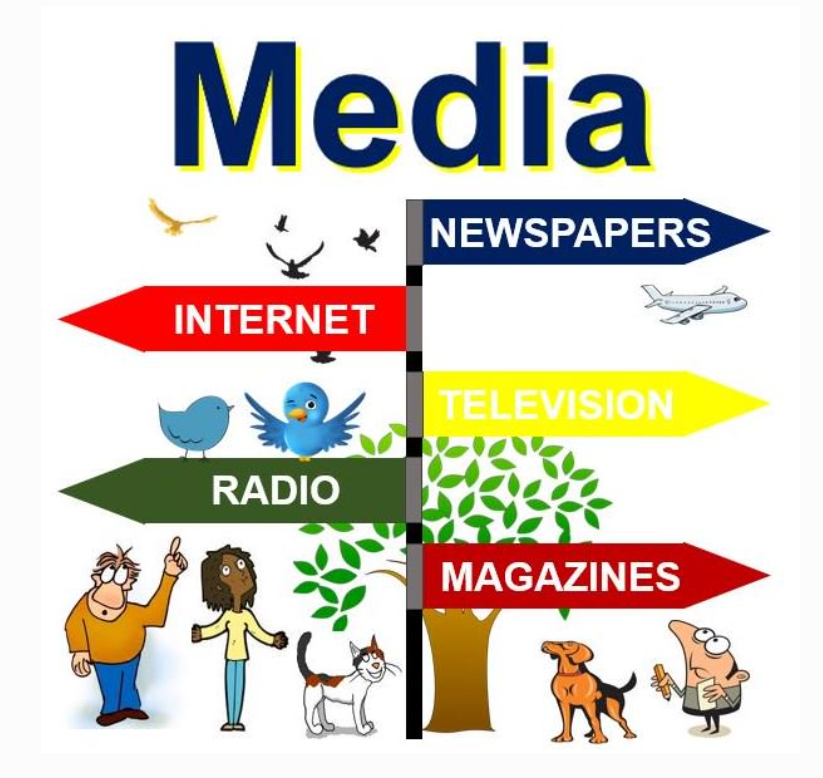 Media
NEWSPAPERS
INTERNET
TELEVISION
RADIO
MAGAZINES